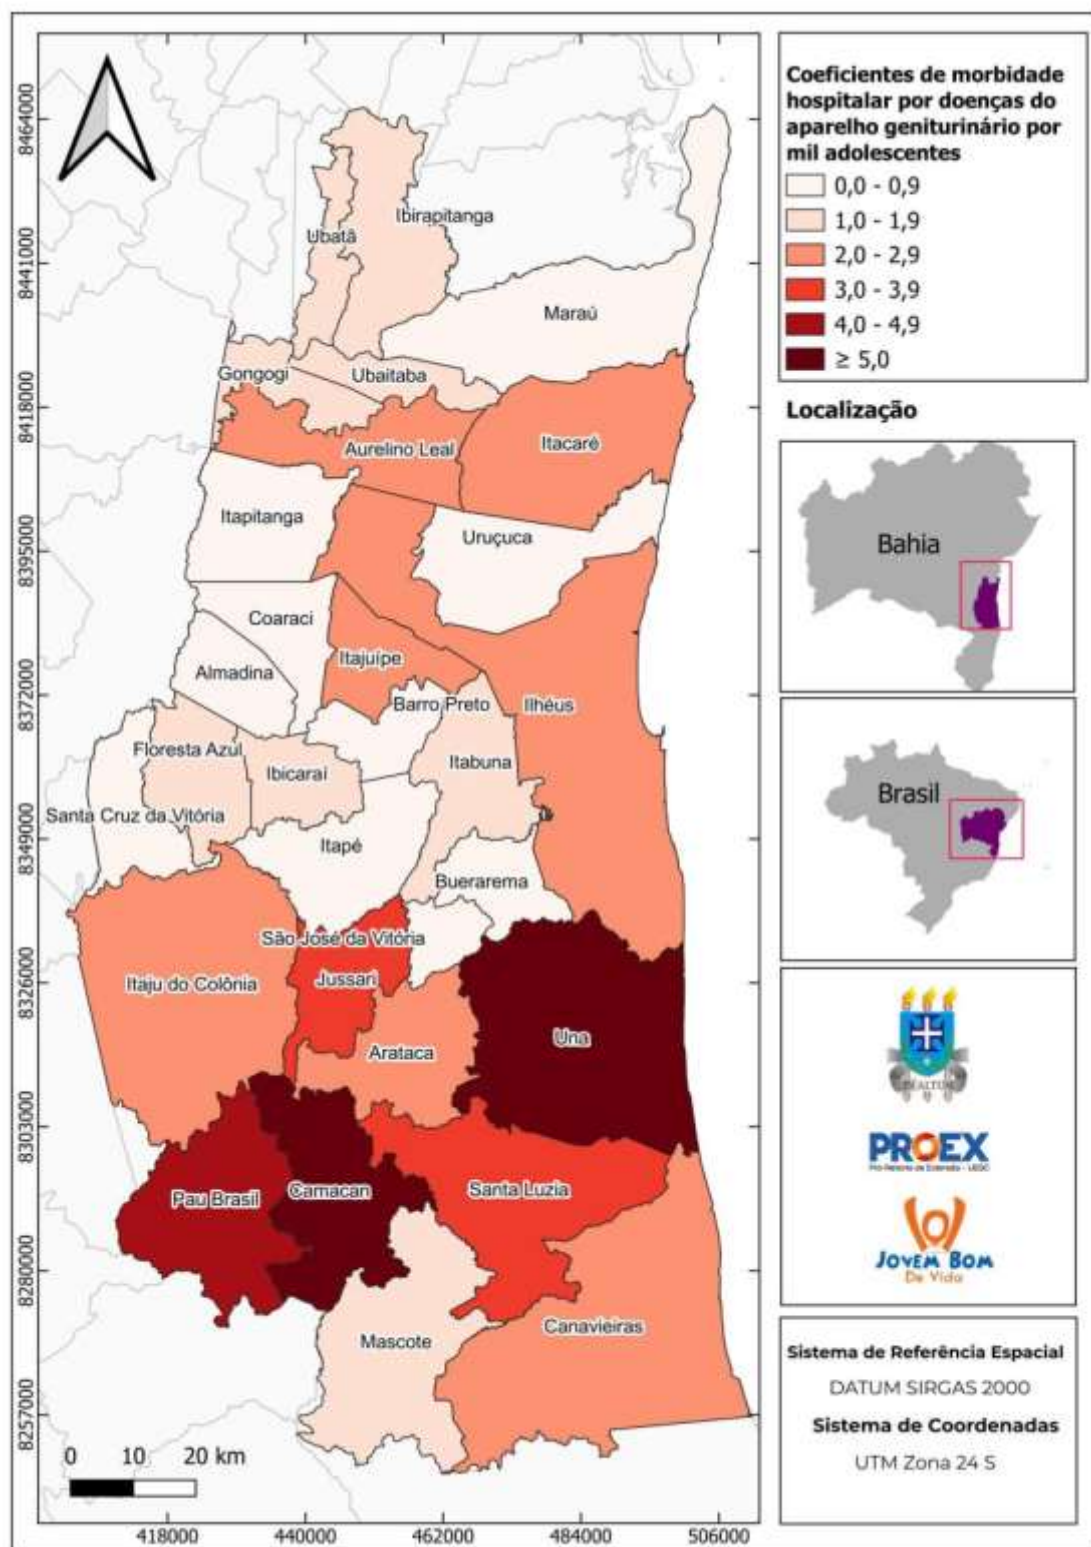 Coeficientes de morbidade
hospitalar por doenças do
aparelho geniturinário por
mil adolescentes
0,0 - 0,9
1,0 - 1,9
2,0 - 2,9
3,0 - 3,9
4,0 - 4,9
≥ 5,0
8464000
8441000
8418000
8395000
8372000
8349000
8326000
8303000
8280000
8257000
Ibirapitanga
Ubatã
Maraú
Gongogi
Ubaitaba
Aurelino Leal
Itacaré
Itapitanga
Uruçuca
Coaraci
Almadina
Itajuípe
Barro Preto
Ilhéus
Floresta Azul
Ibicaraí
Itabuna
Santa Cruz da Vitória
Itapé
Buerarema
São José da Vitória
Itaju do Colônia
Jussari
Una
Arataca
Pau Brasil
Camacan
Santa Luzia
Mascote
Canavieiras
0 10 20 km
418000 440000 462000 484000 506000
Localização
Bahia
Brasil
PROEX
Pró-Reitoria de Extensão - UESC
JOVEM BOM
De Vida
Sistema de Referência Espacial
DATUM SIRGAS 2000
Sistema de Coordenadas
UTM Zona 24 S